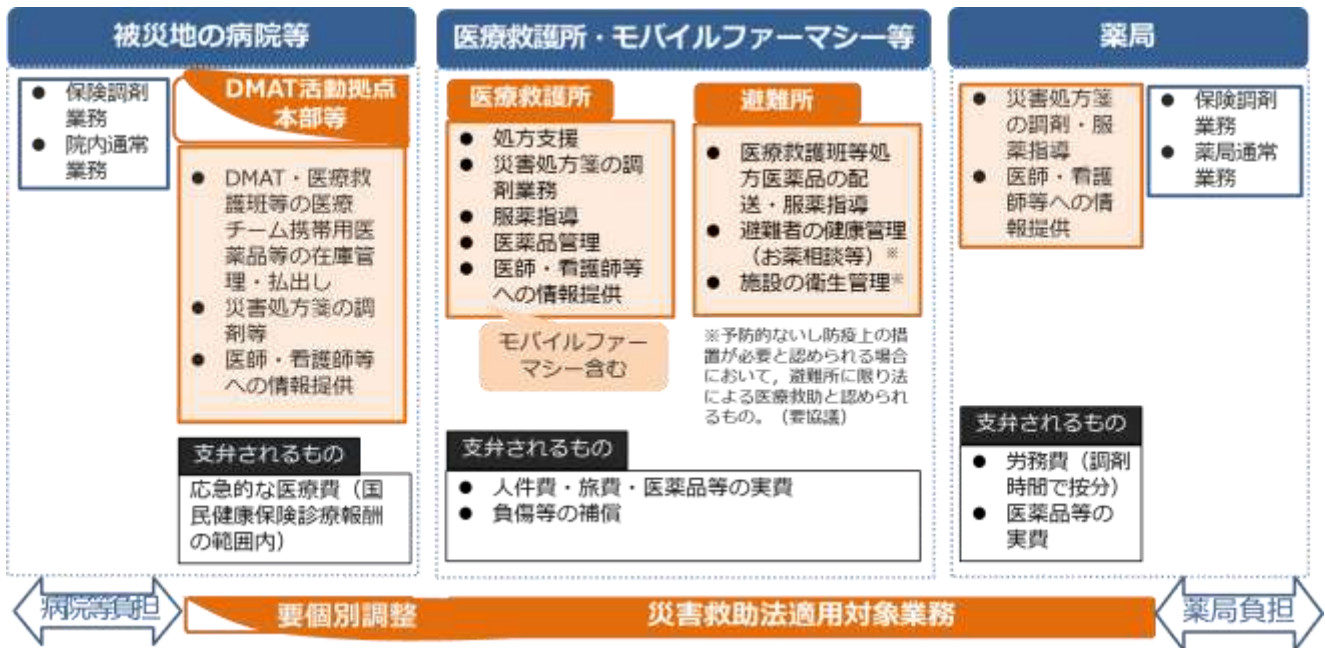 被災地の病院等
● 保険調剤
業務
● 院内通常
業務
DMAT活動拠点
本部等
● DMAT・医療救
護班等の医療
チーム携帯用医
薬品等の在庫管
理・払出し
● 災害処方箋の調
剤等
● 医師・看護師等
への情報提供
支弁されるもの
応急的な医療費（国
民健康保険診療報酬
の範囲内）
医療救護所・モバイルファーマシー等
医療救護所
● 処方支援
● 災害処方箋の調
剤業務
● 服薬指導
● 医薬品管理
● 医師・看護師等
への情報提供
モバイルファー
マシー含む
避難所
● 医療救護班等処
方医薬品の配
送・服薬指導
● 避難者の健康管理
（お薬相談等）※
● 施設の衛生管理※
※予防的ないし防疫上の措
置が必要と認められる場合
において，避難所に限り法
による医療救助と認められ
るもの。（要協議）
支弁されるもの
● 人件費・旅費・医薬品等の実費
● 負傷等の補償
薬局
● 災害処方箋
の調剤・服
薬指導
● 医師・看護
師等への情
報提供
● 保険調剤
業務
● 薬局通常
業務
支弁されるもの
● 労務費（調剤
時間で按分）
● 医薬品等の
実費
病院等負担
要個別調整
災害救助法適用対象業務
薬局負担